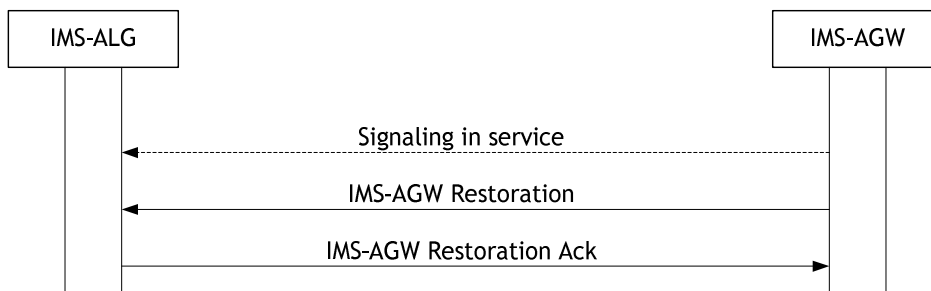 IMS-ALG
IMS-AGW
Signaling in service
IMS-AGW Restoration
IMS-AGW Restoration Ack